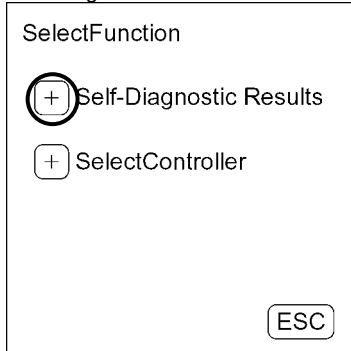 SelectFunction
+ Self-Diagnostic Results
+ SelectController
ESC